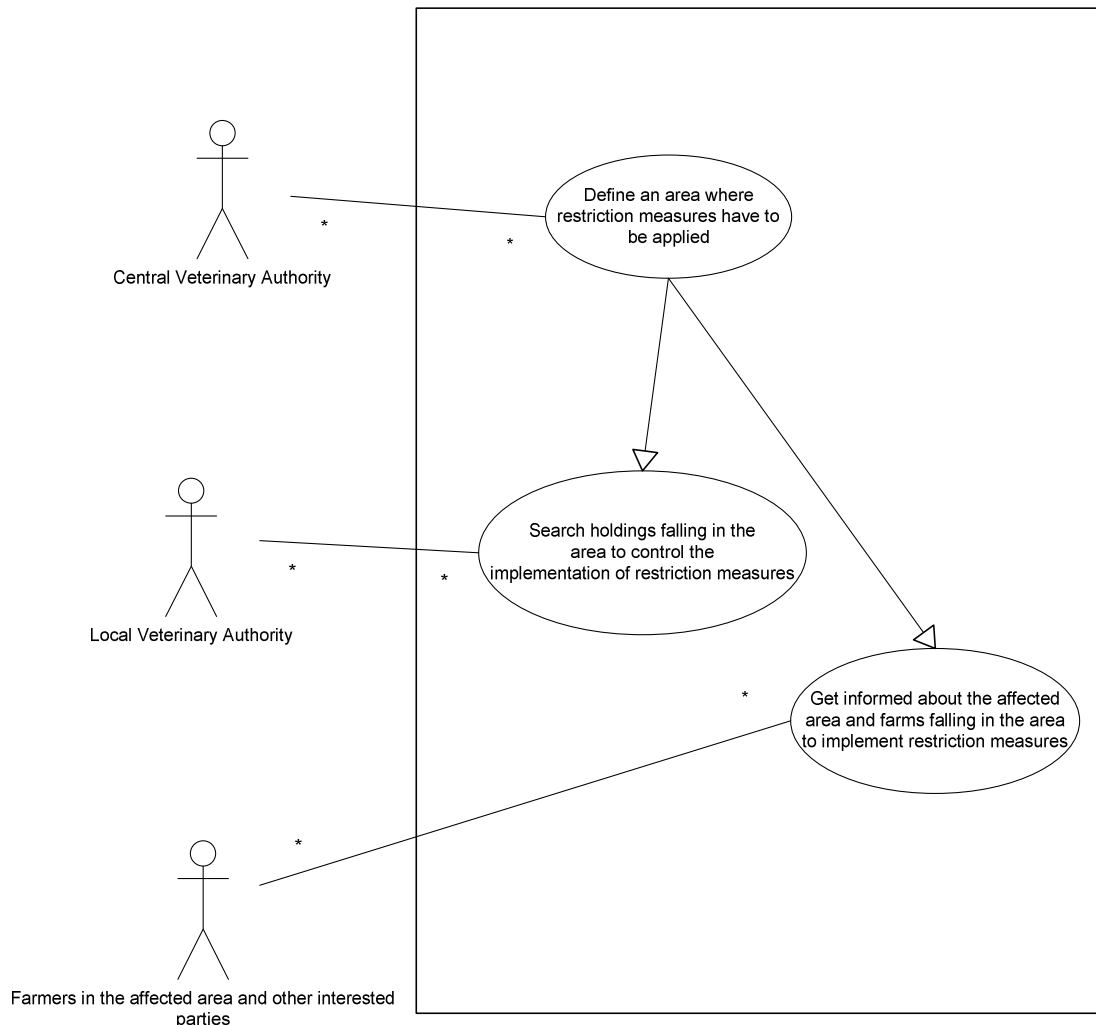 Define an area where
restriction measures have to
be applied
*
*
Central Veterinary Authority
Search holdings falling in the
area to control the
implementation of restriction measures
*
*
Local Veterinary Authority
*
Get informed about the affected
area and farms falling in the area
to implement restriction measures
*
Farmers in the affected area and other interested
parties